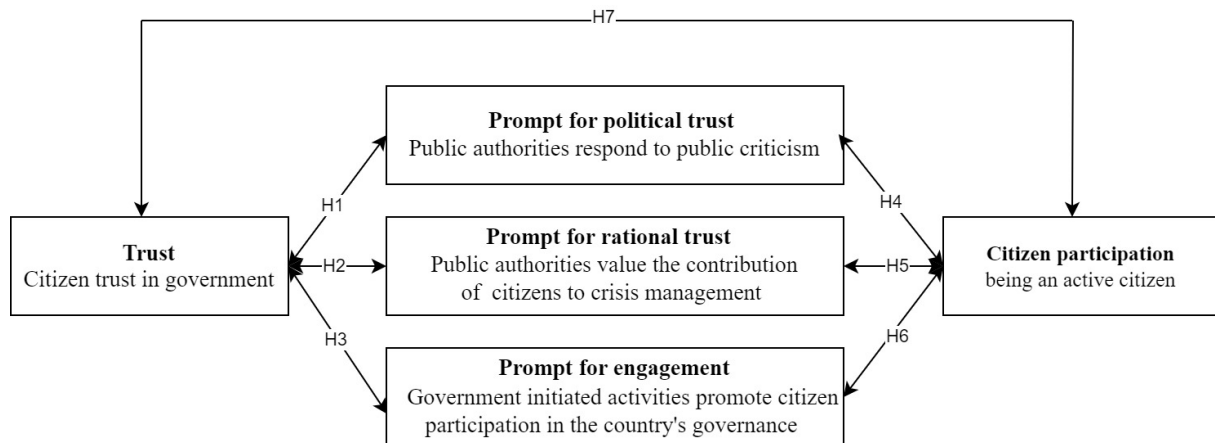 H7
Prompt for political trust
Public authorities respond to public criticism
H1
H4
Trust
Citizen trust in government
Prompt for rational trust
Public authorities value the contribution
of citizens to crisis management
H2
H5
Citizen participation
being an active citizen
H3
H6
Prompt for engagement
Government initiated activities promote citizen
participation in the country's governance